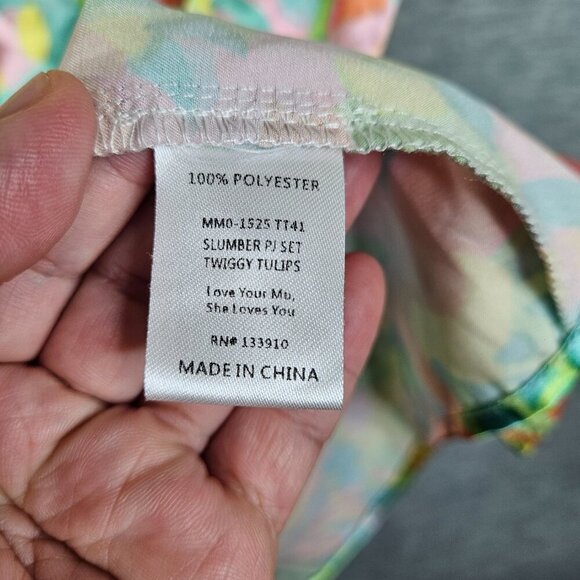 100% POLYESTER
MM0-1525 TT41
SLUMBER PJ SET
TWIGGY TULIPS
Love Your Mu,
She Loves You
RN# 133910
MADE IN CHINA